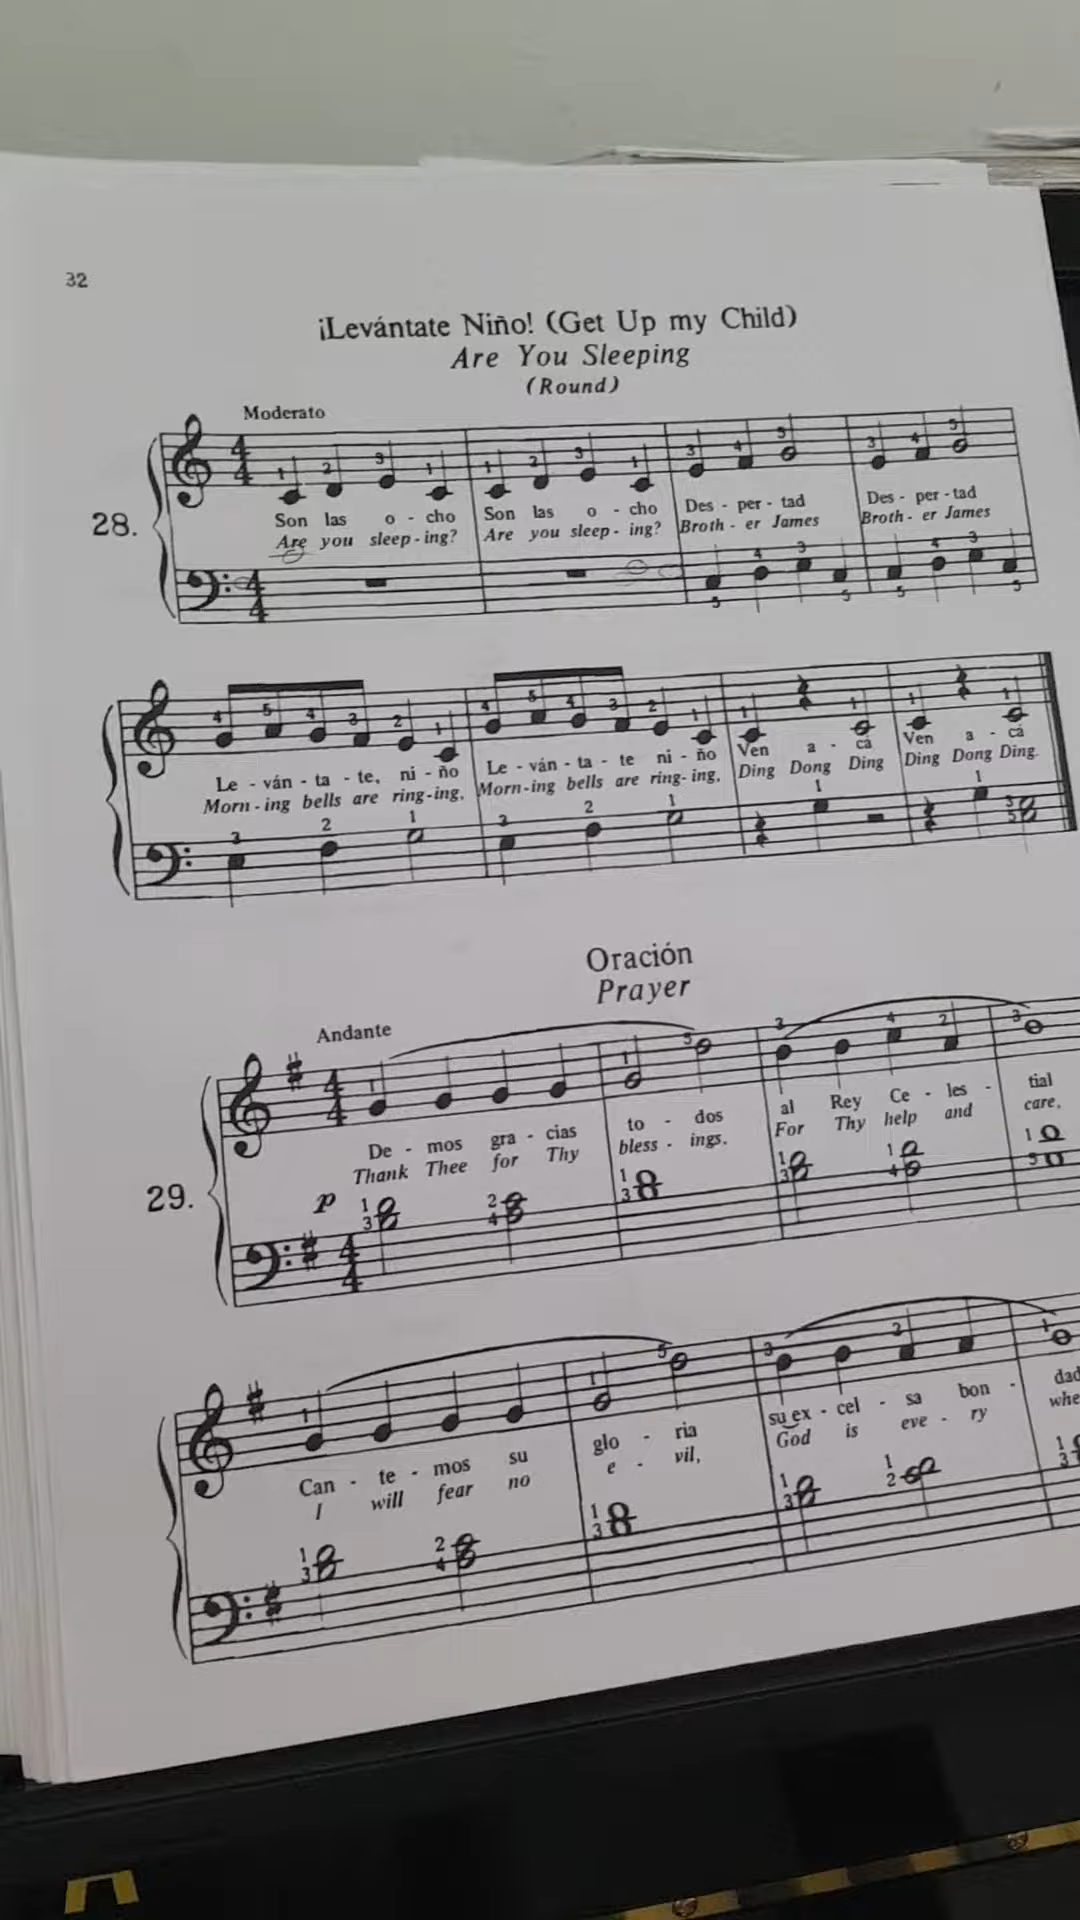 32
¡Levántate Niño! (Get Up my Child)
Are You Sleeping
(Round)
Moderato
28.
Son las o - cho Son las o - cho Des - per - tad Des - per - tad
Are you sleep - ing? Are you sleep - ing? Broth - er James Broth - er James
Le - ván - ta - te, ni - ño Le - ván - ta - te ni - ño Ven a - cá Ven a - cá
Morn - ing bells are ring - ing, Morn - ing bells are ring - ing, Ding Dong Ding Ding Dong Ding.
Oración
Prayer
Andante
29.
De - mos gra - cias to - dos al Rey Ce - les - tial
Thank Thee for Thy bless - ings. For Thy help and care,
p
Can - te - mos su glo - ria su ex - cel - sa bon - dad
I will fear no e - vil, God is eve - ry